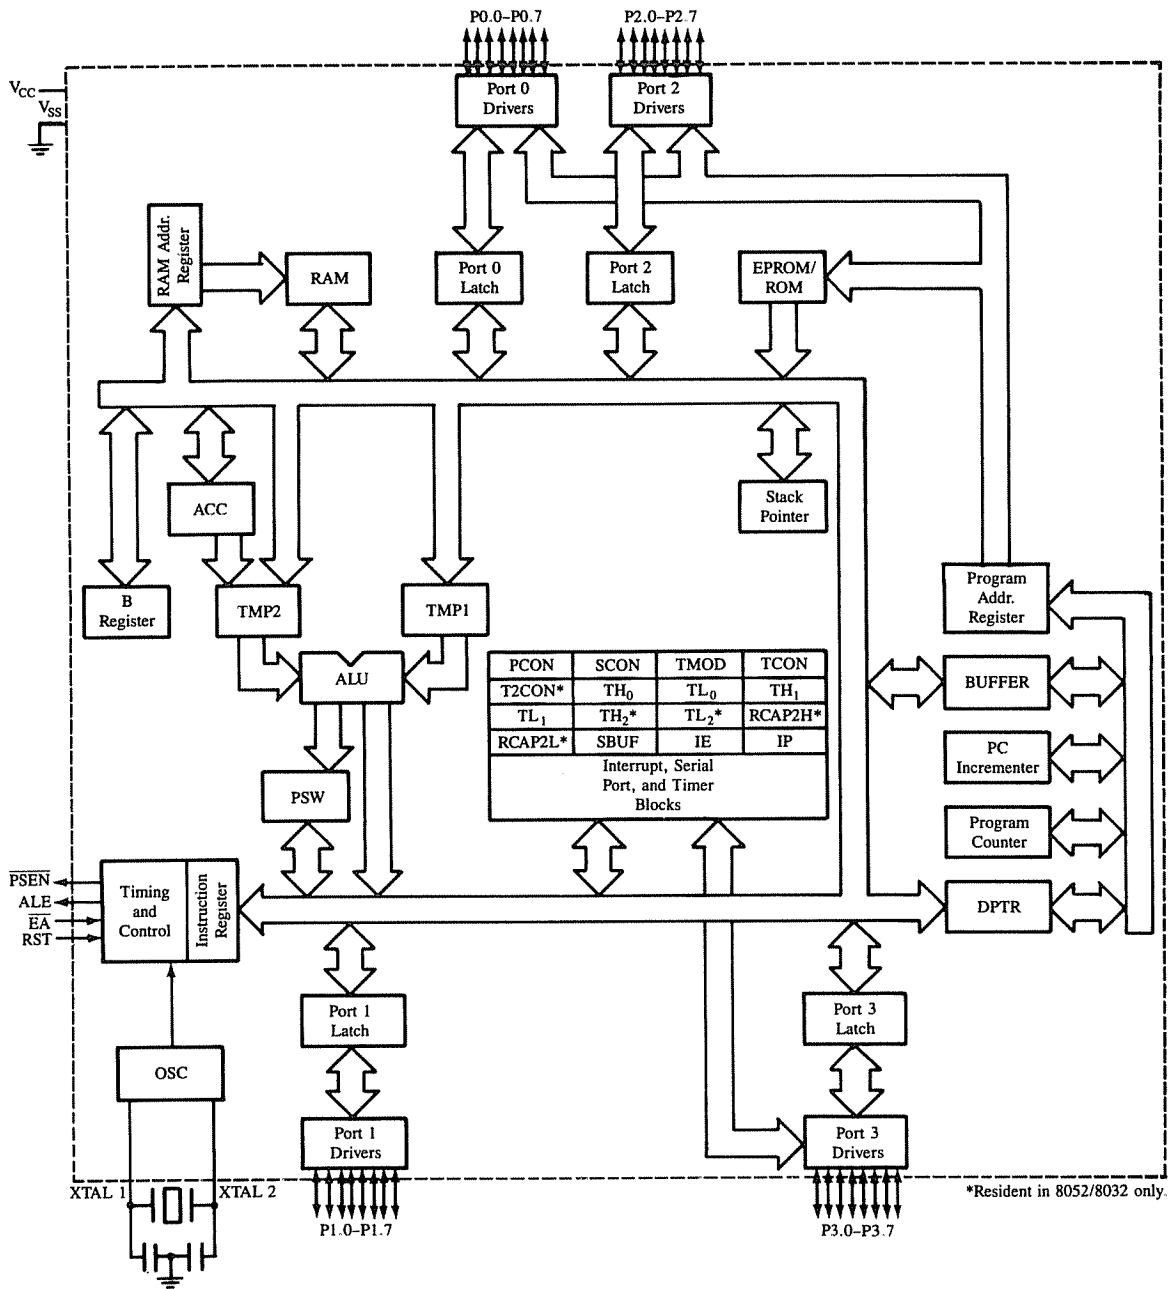 P0.0–P0.7
P2.0–P2.7
VCC
VSS
Port 0
Drivers
Port 2
Drivers
RAM Addr.
Register
RAM
Port 0
Latch
Port 2
Latch
EPROM/
ROM
ACC
Stack
Pointer
B
Register
TMP2
TMP1
Program
Addr.
Register
ALU
PCON SCON TMOD TCON
T2CON* TH0 TL0 TH1
TL1 TH2* TL2* RCAP2H*
RCAP2L* SBUF IE IP
Interrupt, Serial
Port, and Timer
Blocks
BUFFER
PC
Incrementer
PSW
Program
Counter
PSEN
ALE
EA
RST
Timing
and
Control
Instruction
Register
DPTR
Port 1
Latch
Port 3
Latch
OSC
Port 1
Drivers
Port 3
Drivers
XTAL 1
XTAL 2
*Resident in 8052/8032 only.
P1.0–P1.7
P3.0–P3.7